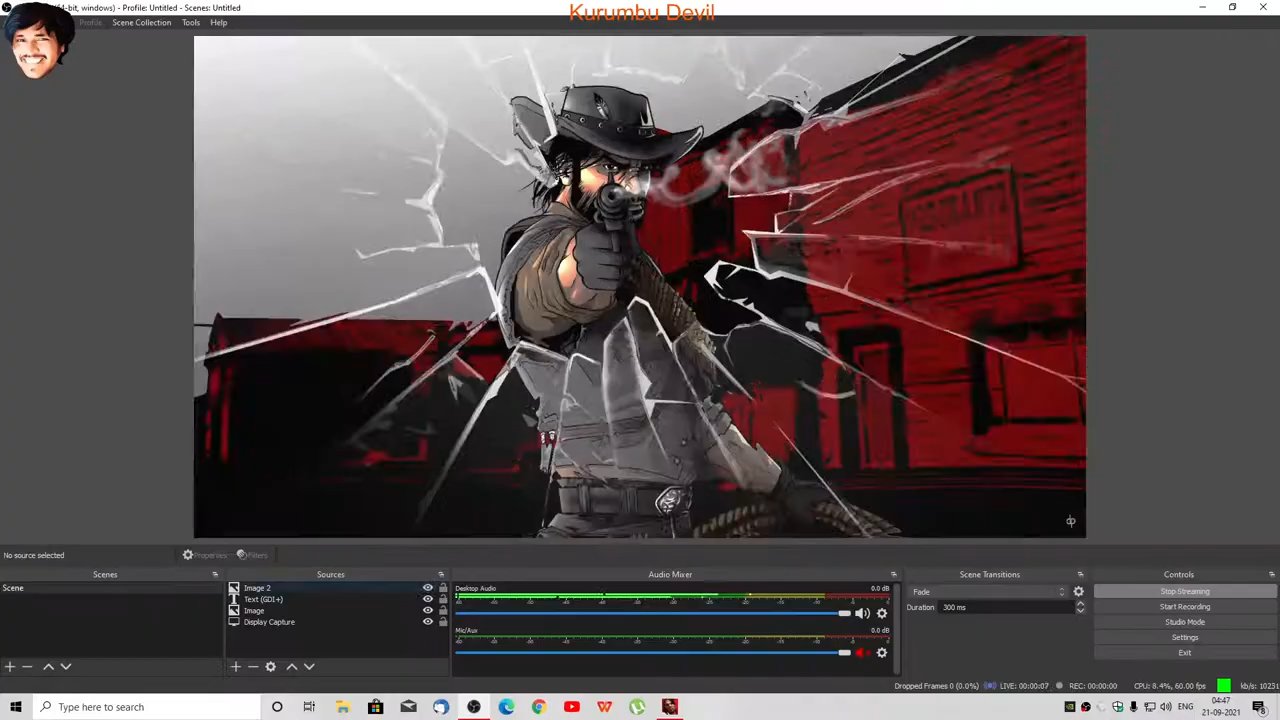 Kurumbu Devil
64-bit, windows) - Profile: Untitled - Scenes: Untitled
Profile
Scene Collection
Tools
Help
No source selected
Properties
Filters
Scenes
Scene
Sources
Image 2
Text (GDI+)
Image
Display Capture
Audio Mixer
Desktop Audio
0.0 dB
Mic/Aux
0.0 dB
Scene Transitions
Fade
Duration
300 ms
Controls
Stop Streaming
Start Recording
Studio Mode
Settings
Exit
Dropped Frames 0 (0.0%)
LIVE: 00:00:07
REC: 00:00:00
CPU: 8.4%, 60.00 fps
kb/s: 10231
Type here to search
ENG
04:47
21-09-2021